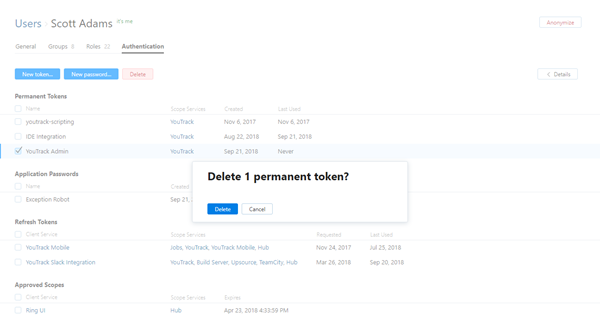 Users › Scott Adams It's me
Anonymize
General Groups 8 Roles 22 Authentication
New token... New password... Delete
Details
Permanent Tokens
Name Scope Services Created Last Used
youtrack-scripting YouTrack Nov 6, 2017 Nov 6, 2017
IDE Integration YouTrack Aug 22, 2018 Sep 21, 2018
YouTrack Admin YouTrack Sep 21, 2018 Never
Delete 1 permanent token?
Delete Cancel
Application Passwords
Name Created
Exception Robot Sep 21,
Refresh Tokens
Client Service Scope Services Requested Last Used
YouTrack Mobile Jobs, YouTrack, YouTrack Mobile, Hub Nov 24, 2017 Jul 25, 2018
YouTrack Slack Integration YouTrack, Build Server, Upsource, TeamCity, Hub Mar 26, 2018 Sep 20, 2018
Approved Scopes
Client Service Scope Services Expires
Ring UI Hub Apr 23, 2018 4:33:59 PM